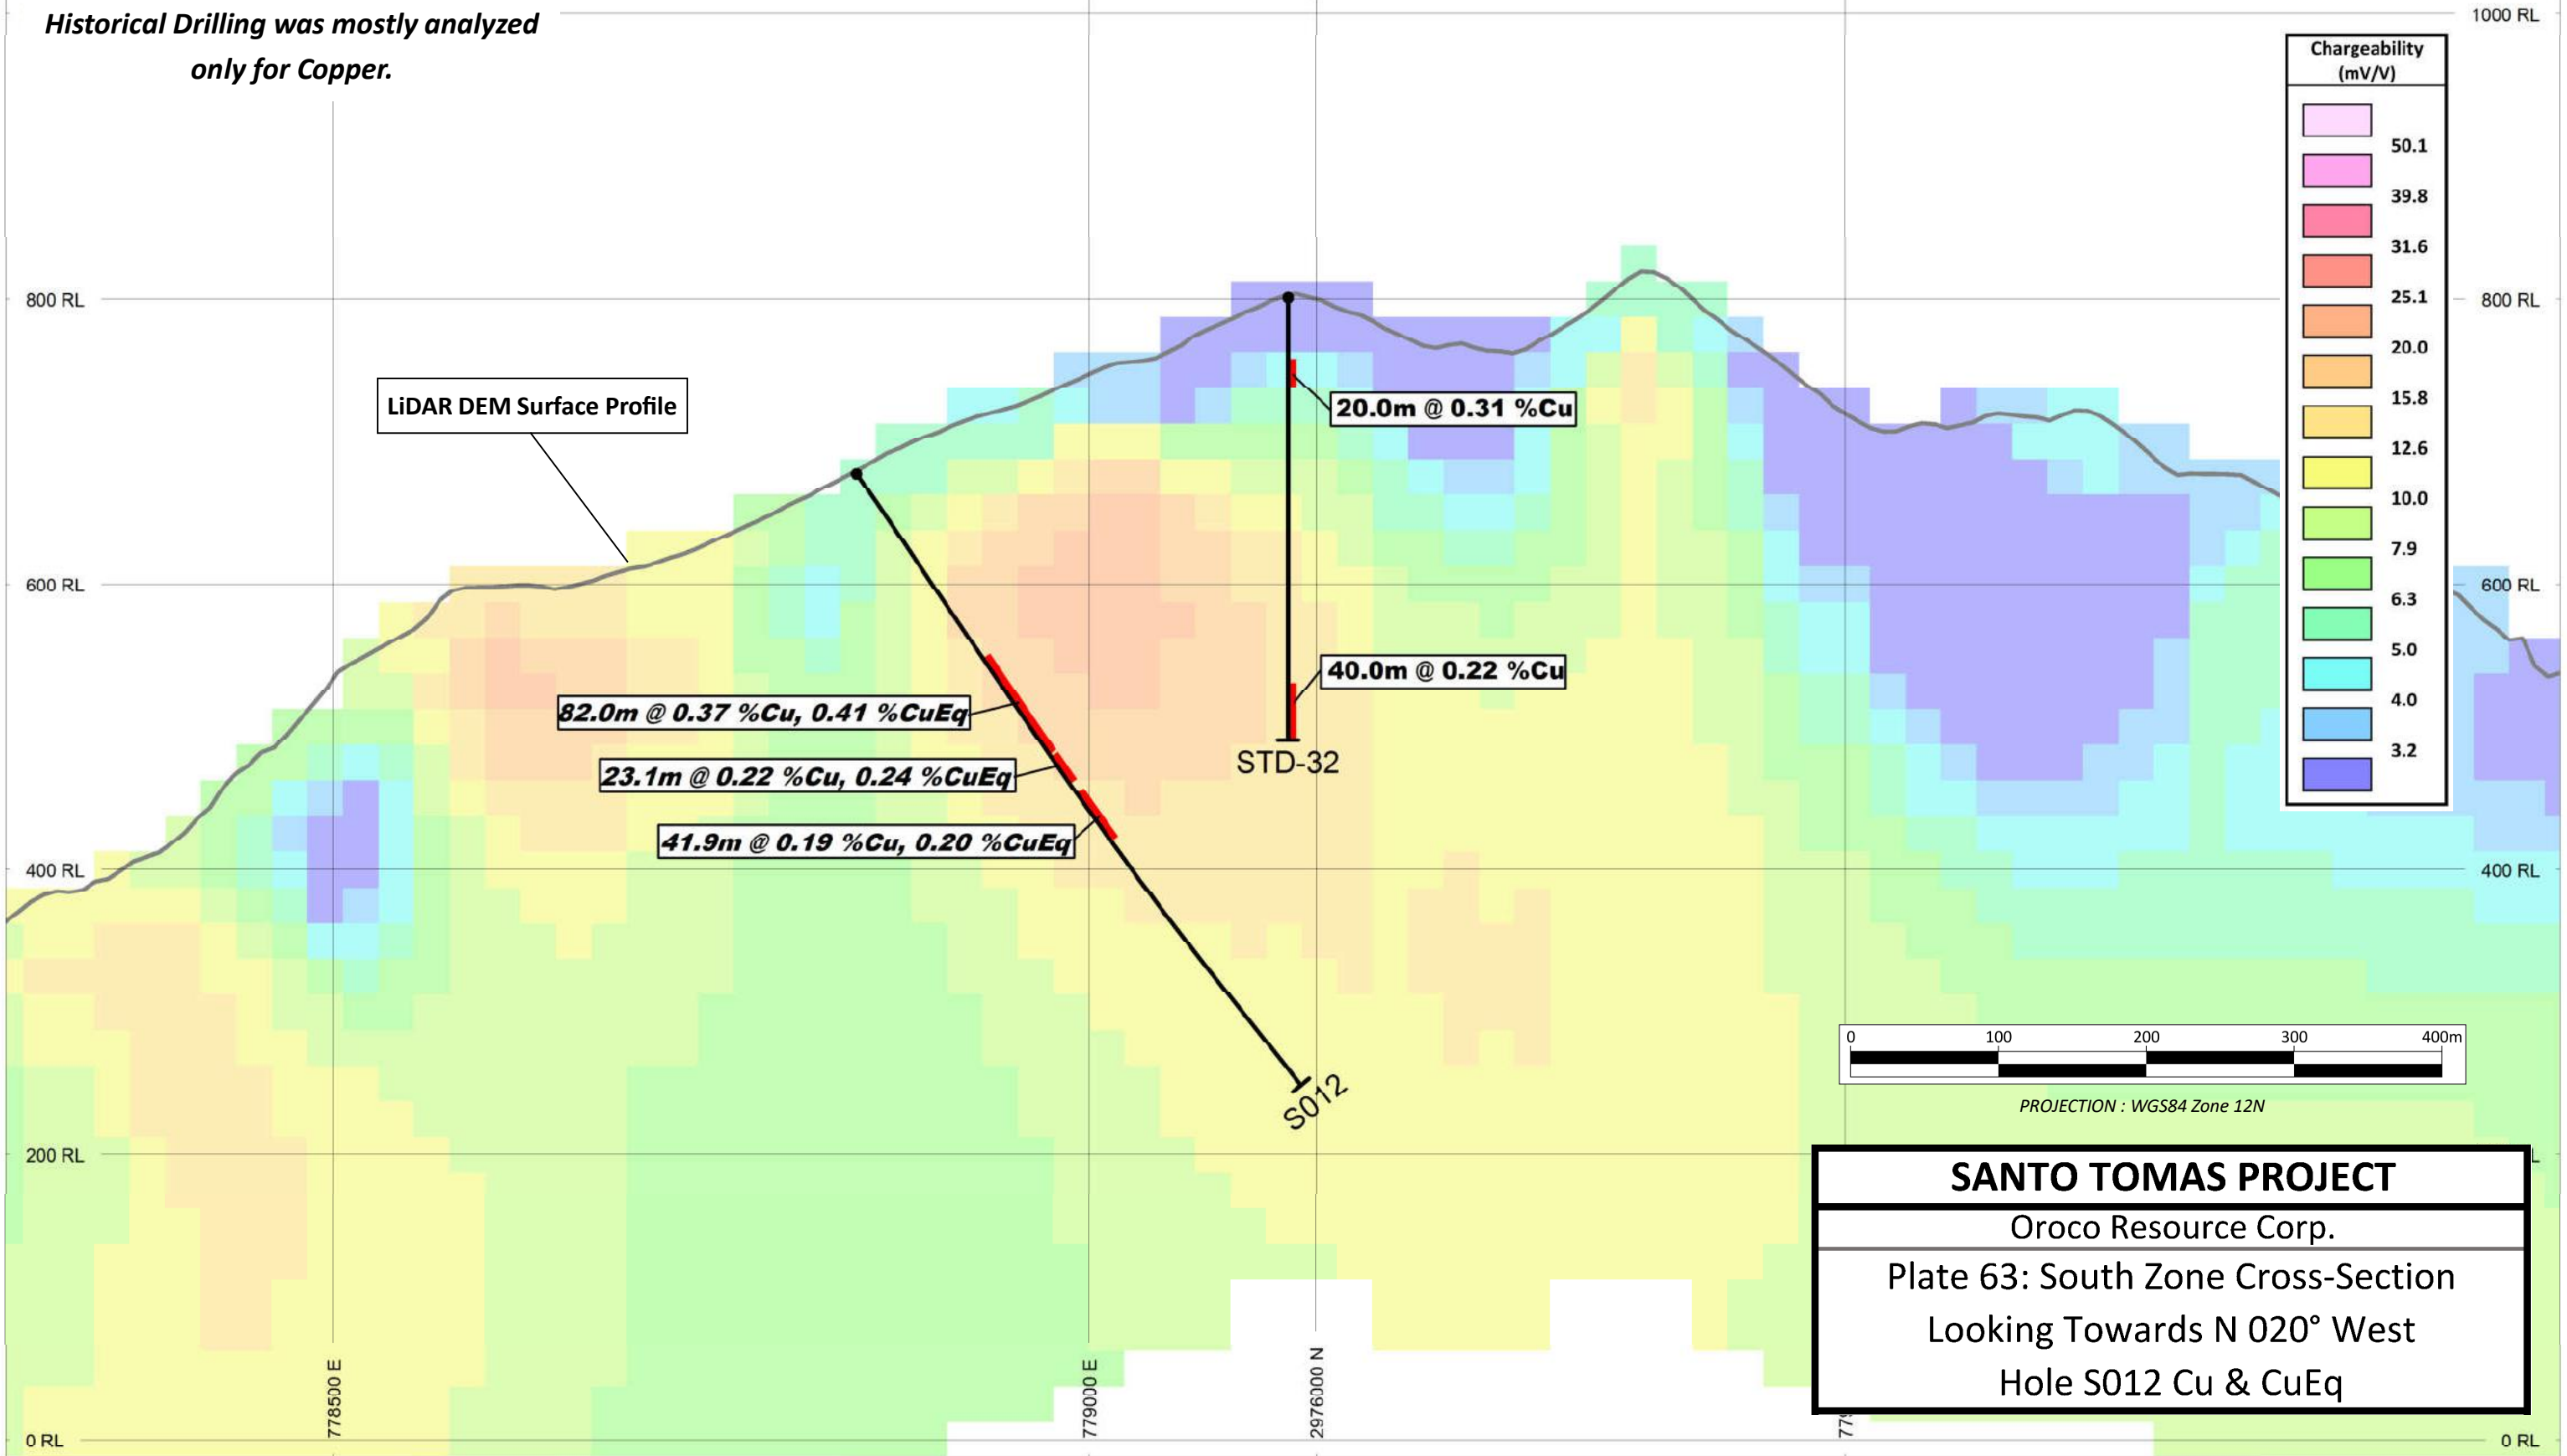 Historical Drilling was mostly analyzed
only for Copper.
1000 RL
Chargeability
(mV/V)
50.1
39.8
31.6
25.1
20.0
15.8
12.6
10.0
7.9
6.3
5.0
4.0
3.2
800 RL
800 RL
LiDAR DEM Surface Profile
20.0m @ 0.31 %Cu
600 RL
600 RL
40.0m @ 0.22 %Cu
82.0m @ 0.37 %Cu, 0.41 %CuEq
STD-32
23.1m @ 0.22 %Cu, 0.24 %CuEq
41.9m @ 0.19 %Cu, 0.20 %CuEq
400 RL
400 RL
S012
0 100 200 300 400m
PROJECTION : WGS84 Zone 12N
200 RL
SANTO TOMAS PROJECT
Oroco Resource Corp.
Plate 63: South Zone Cross-Section
Looking Towards N 020° West
Hole S012 Cu & CuEq
778500 E
779000 E
2976000 N
0 RL
0 RL